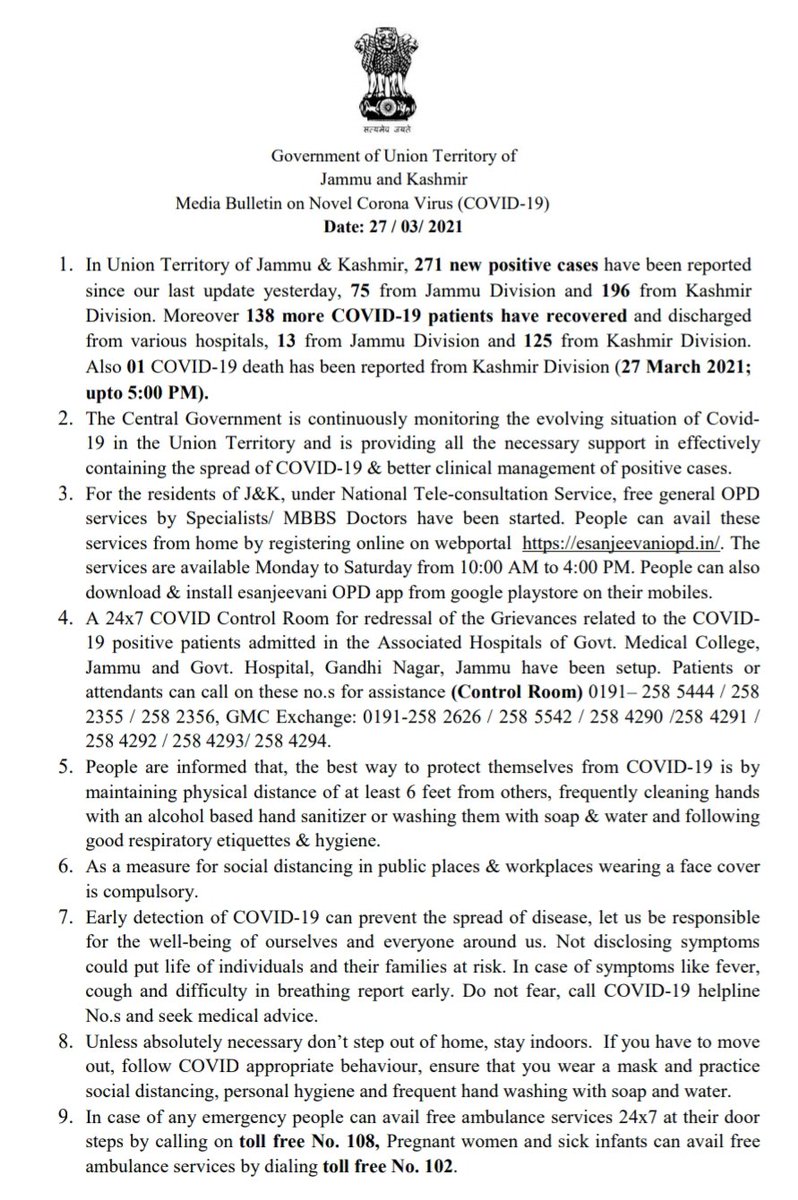 सत्यमेव जयते
Government of Union Territory of
Jammu and Kashmir
Media Bulletin on Novel Corona Virus (COVID-19)
Date: 27 / 03/ 2021
1. In Union Territory of Jammu & Kashmir, 271 new positive cases have been reported
since our last update yesterday, 75 from Jammu Division and 196 from Kashmir
Division. Moreover 138 more COVID-19 patients have recovered and discharged
from various hospitals, 13 from Jammu Division and 125 from Kashmir Division.
Also 01 COVID-19 death has been reported from Kashmir Division (27 March 2021;
upto 5:00 PM).
2. The Central Government is continuously monitoring the evolving situation of Covid-
19 in the Union Territory and is providing all the necessary support in effectively
containing the spread of COVID-19 & better clinical management of positive cases.
3. For the residents of J&K, under National Tele-consultation Service, free general OPD
services by Specialists/ MBBS Doctors have been started. People can avail these
services from home by registering online on webportal https://esanjeevaniopd.in/. The
services are available Monday to Saturday from 10:00 AM to 4:00 PM. People can also
download & install esanjeevani OPD app from google playstore on their mobiles.
4. A 24x7 COVID Control Room for redressal of the Grievances related to the COVID-
19 positive patients admitted in the Associated Hospitals of Govt. Medical College,
Jammu and Govt. Hospital, Gandhi Nagar, Jammu have been setup. Patients or
attendants can call on these no.s for assistance (Control Room) 0191– 258 5444 / 258
2355 / 258 2356, GMC Exchange: 0191-258 2626 / 258 5542 / 258 4290 /258 4291 /
258 4292 / 258 4293/ 258 4294.
5. People are informed that, the best way to protect themselves from COVID-19 is by
maintaining physical distance of at least 6 feet from others, frequently cleaning hands
with an alcohol based hand sanitizer or washing them with soap & water and following
good respiratory etiquettes & hygiene.
6. As a measure for social distancing in public places & workplaces wearing a face cover
is compulsory.
7. Early detection of COVID-19 can prevent the spread of disease, let us be responsible
for the well-being of ourselves and everyone around us. Not disclosing symptoms
could put life of individuals and their families at risk. In case of symptoms like fever,
cough and difficulty in breathing report early. Do not fear, call COVID-19 helpline
No.s and seek medical advice.
8. Unless absolutely necessary don’t step out of home, stay indoors. If you have to move
out, follow COVID appropriate behaviour, ensure that you wear a mask and practice
social distancing, personal hygiene and frequent hand washing with soap and water.
9. In case of any emergency people can avail free ambulance services 24x7 at their door
steps by calling on toll free No. 108, Pregnant women and sick infants can avail free
ambulance services by dialing toll free No. 102.